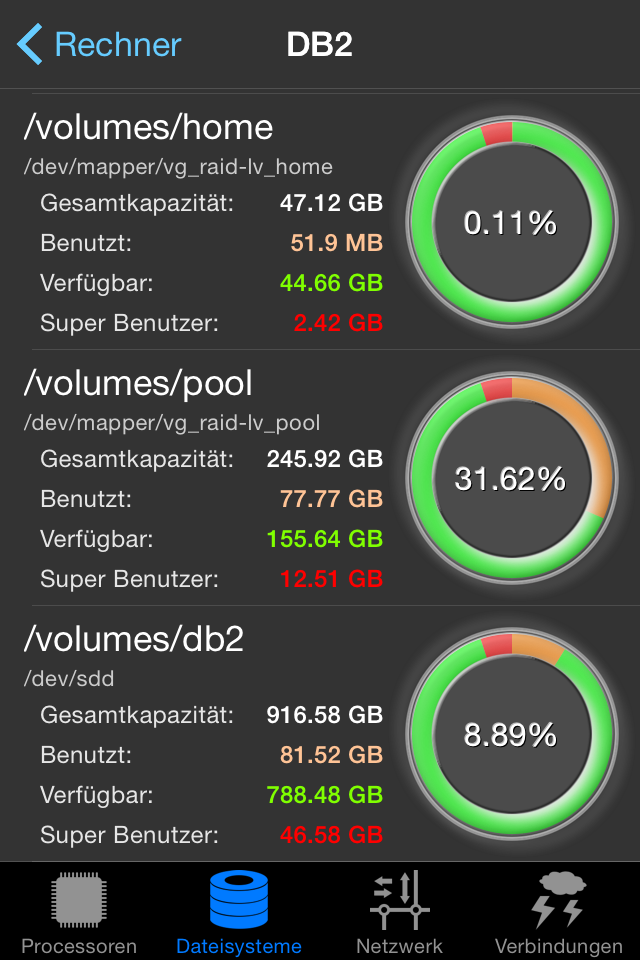 Rechner DB2
/volumes/home
/dev/mapper/vg_raid-lv_home
Gesamtkapazität: 47.12 GB
Benutzt: 51.9 MB
Verfügbar: 44.66 GB
Super Benutzer: 2.42 GB
0.11%
/volumes/pool
/dev/mapper/vg_raid-lv_pool
Gesamtkapazität: 245.92 GB
Benutzt: 77.77 GB
Verfügbar: 155.64 GB
Super Benutzer: 12.51 GB
31.62%
/volumes/db2
/dev/sdd
Gesamtkapazität: 916.58 GB
Benutzt: 81.52 GB
Verfügbar: 788.48 GB
Super Benutzer: 46.58 GB
8.89%
Processoren Dateisysteme Netzwerk Verbindungen